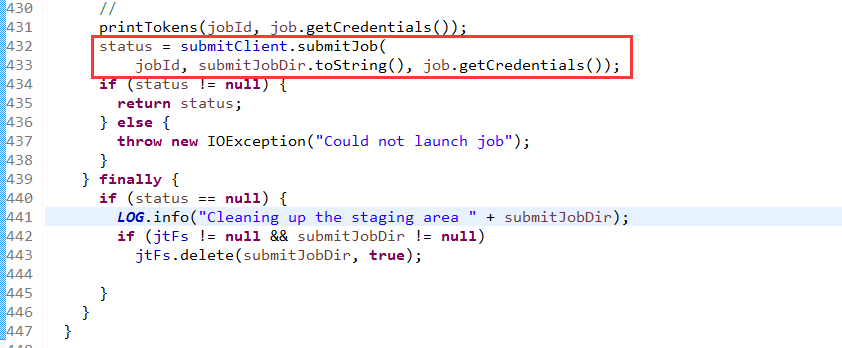 430 //
431 printTokens(jobId, job.getCredentials());
432 status = submitClient.submitJob(
433 jobId, submitJobDir.toString(), job.getCredentials());
434 if (status != null) {
435 return status;
436 } else {
437 throw new IOException("Could not launch job");
438 }
439 } finally {
440 if (status == null) {
441 LOG.info("Cleaning up the staging area " + submitJobDir);
442 if (jtFs != null && submitJobDir != null)
443 jtFs.delete(submitJobDir, true);
444
445 }
446 }
447 }